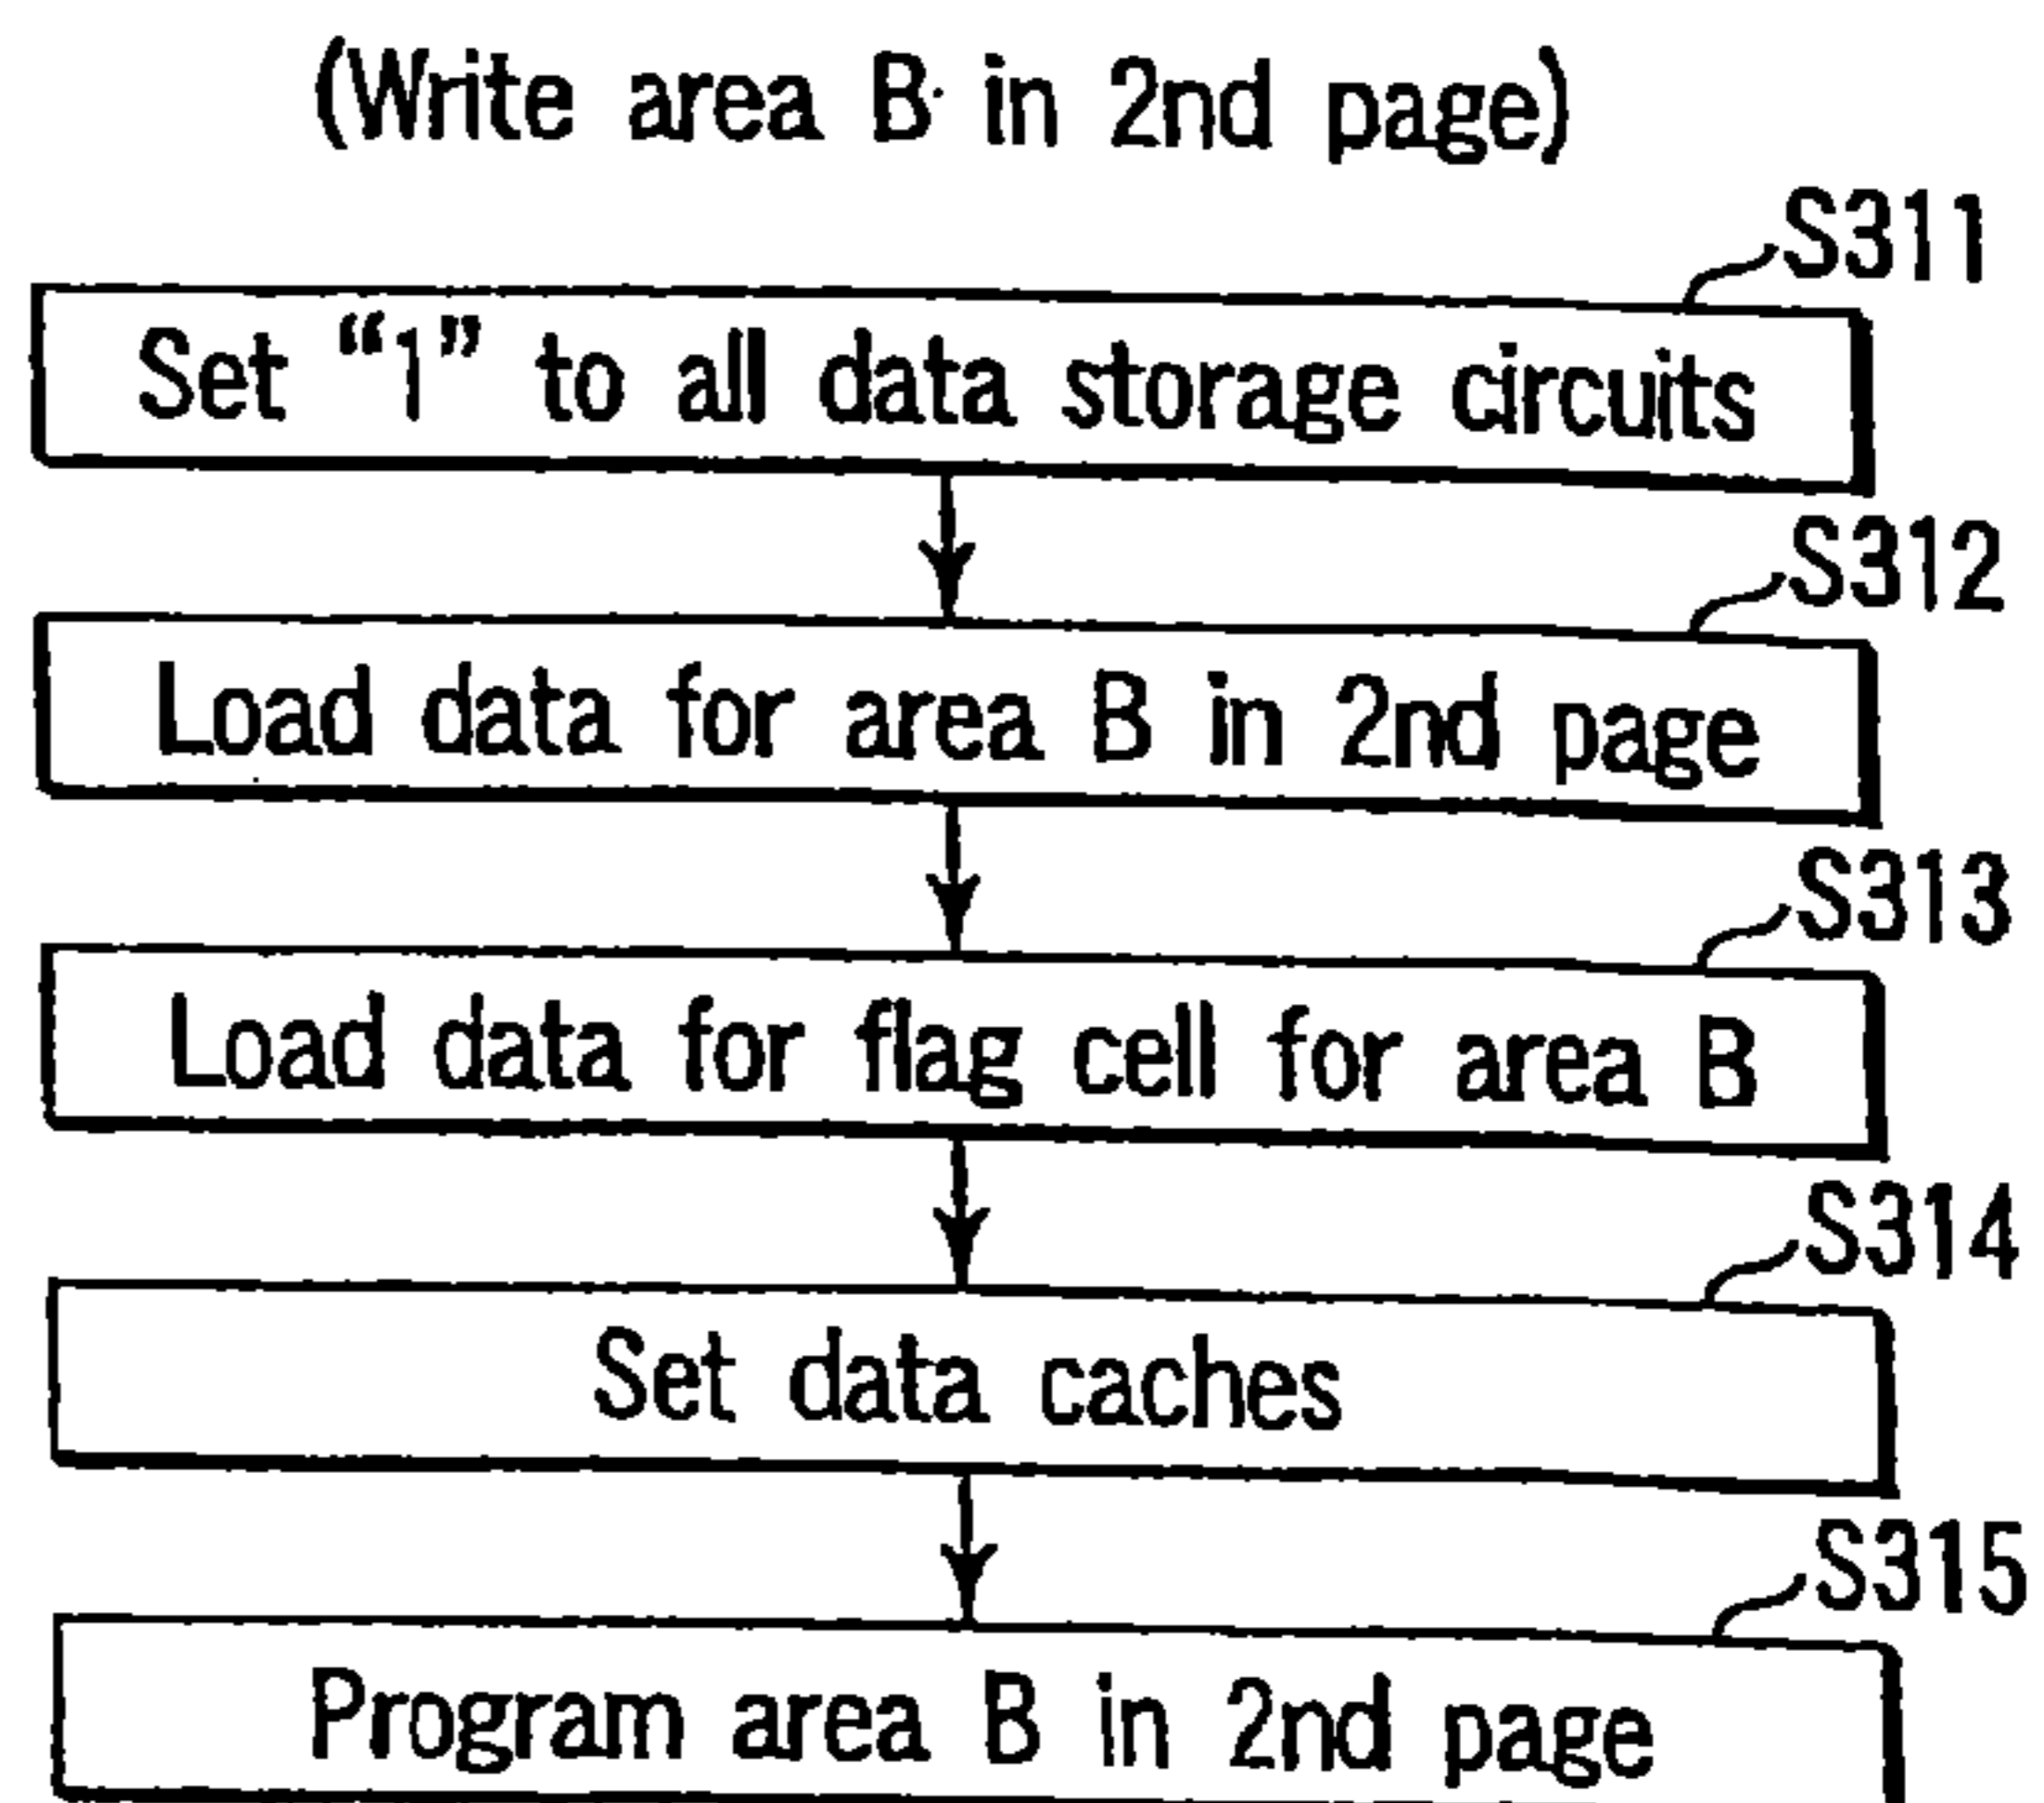 (Write area B in 2nd page)
S311
Set “1” to all data storage circuits
S312
Load data for area B in 2nd page
S313
Load data for flag cell for area B
S314
Set data caches
S315
Program area B in 2nd page